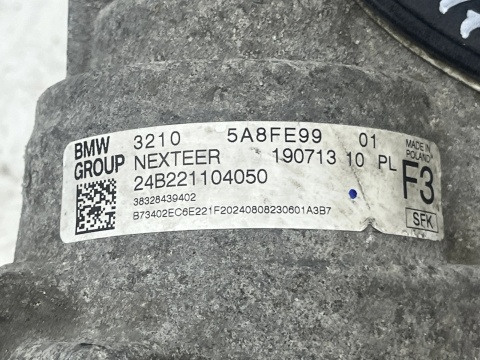 BMW GROUP
3210 5A8FE99 01
NEXTEER 190713 10 PL
24B221104050
38328439402
B73402EC6E221F20240808230601A3B7
MADE IN POLAND
F3
SFK